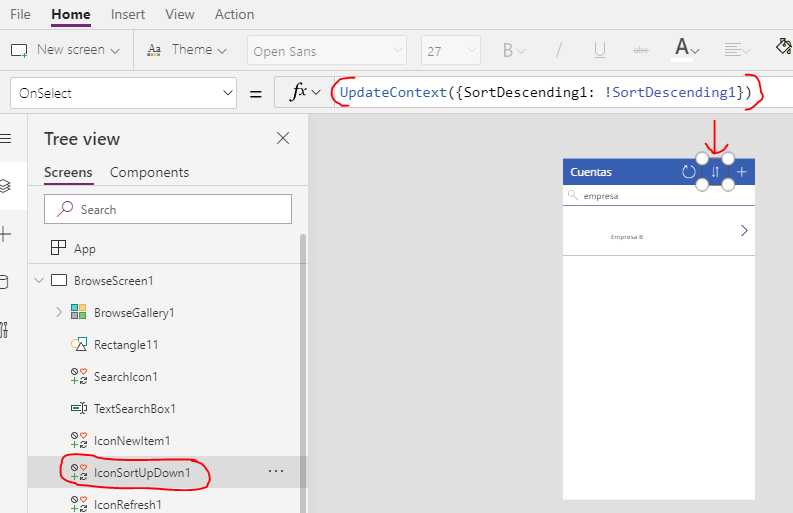 File Home Insert View Action
New screen Aa Theme Open Sans 27 B / U abc A
OnSelect = fx UpdateContext({SortDescending1: !SortDescending1})
Tree view
Screens Components
Search
App
BrowseScreen1
BrowseGallery1
Rectangle11
SearchIcon1
TextSearchBox1
IconNewItem1
IconSortUpDown1 ...
IconRefresh1
Cuentas
empresa
Empresa B